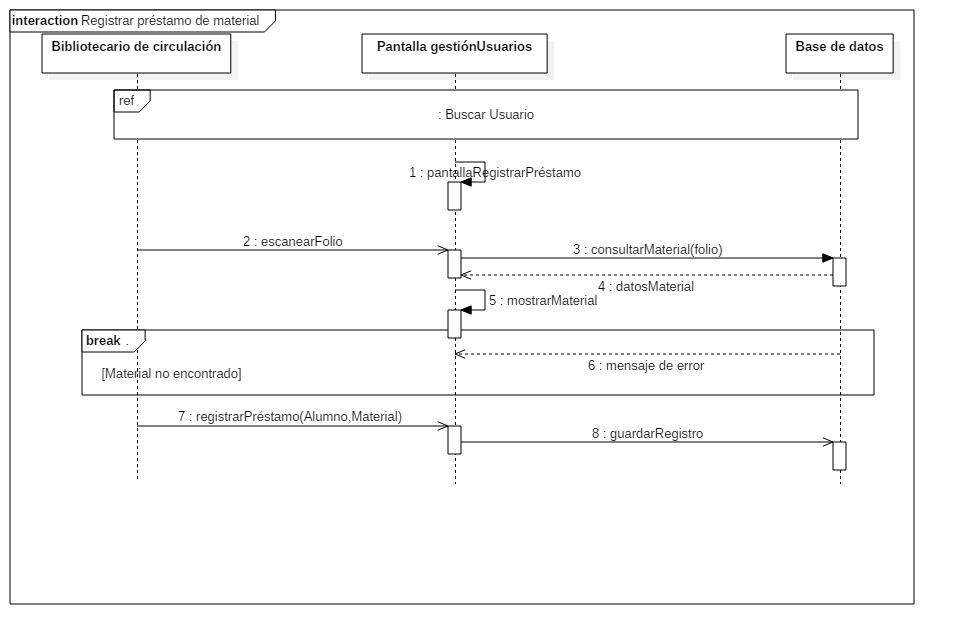 interaction Registrar préstamo de material
Bibliotecario de circulación
Pantalla gestiónUsuarios
Base de datos
ref
: Buscar Usuario
1 : pantallaRegistrarPréstamo
2 : escanearFolio
3 : consultarMaterial(folio)
4 : datosMaterial
5 : mostrarMaterial
break .
6 : mensaje de error
[Material no encontrado]
7 : registrarPréstamo(Alumno,Material)
8 : guardarRegistro